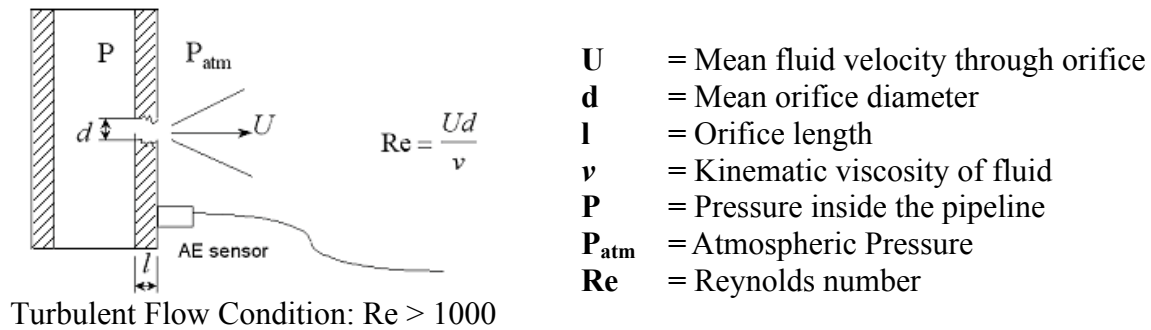 P
P_atm
d
U
Re = Ud / ν
AE sensor
l
Turbulent Flow Condition: Re > 1000
U = Mean fluid velocity through orifice
d = Mean orifice diameter
l = Orifice length
ν = Kinematic viscosity of fluid
P = Pressure inside the pipeline
P_atm = Atmospheric Pressure
Re = Reynolds number